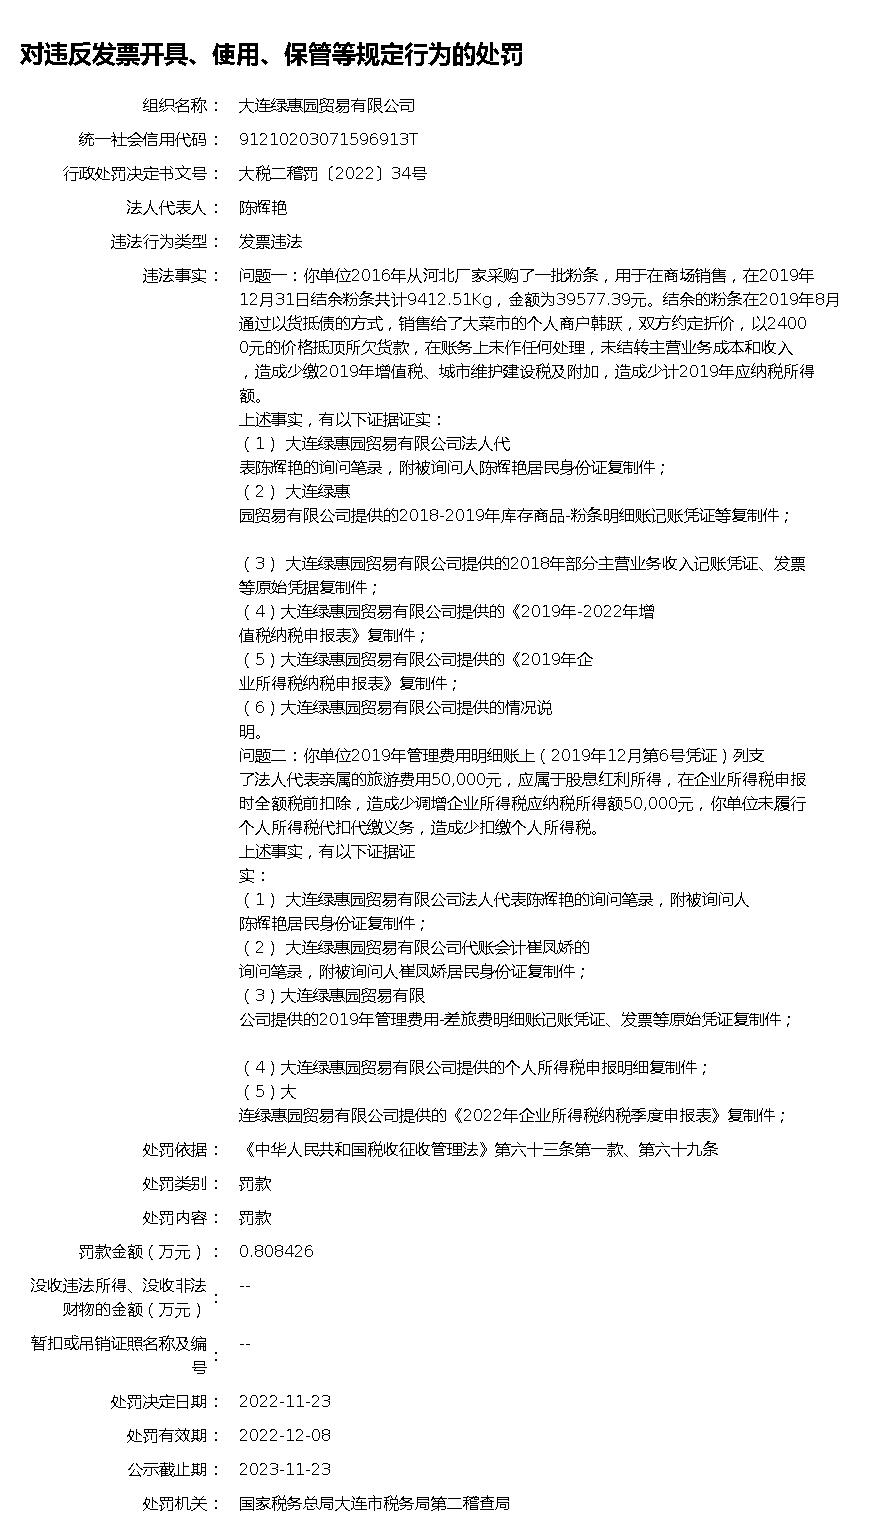 对违反发票开具、使用、保管等规定行为的处罚
组织名称： 大连绿惠园贸易有限公司
统一社会信用代码： 91210203071596913T
行政处罚决定书文号： 大税二稽罚〔2022〕34号
法人代表人： 陈辉艳
违法行为类型： 发票违法
违法事实： 问题一：你单位2016年从河北厂家采购了一批粉条，用于在商场销售，在2019年
12月31日结余粉条共计9412.51Kg，金额为39577.39元。结余的粉条在2019年8月
通过以货抵债的方式，销售给了大菜市的个人商户韩跃，双方约定折价，以2400
0元的价格抵顶所欠货款，在账务上未作任何处理，未结转主营业务成本和收入
，造成少缴2019年增值税、城市维护建设税及附加，造成少计2019年应纳税所得
额。
上述事实，有以下证据证实：
（1） 大连绿惠园贸易有限公司法人代
表陈辉艳的询问笔录，附被询问人陈辉艳居民身份证复制件；
（2） 大连绿惠
园贸易有限公司提供的2018-2019年库存商品-粉条明细账记账凭证等复制件；
（3） 大连绿惠园贸易有限公司提供的2018年部分主营业务收入记账凭证、发票
等原始凭据复制件；
（4）大连绿惠园贸易有限公司提供的《2019年-2022年增
值税纳税申报表》复制件；
（5）大连绿惠园贸易有限公司提供的《2019年企
业所得税纳税申报表》复制件；
（6）大连绿惠园贸易有限公司提供的情况说
明。
问题二：你单位2019年管理费用明细账上（2019年12月第6号凭证）列支
了法人代表亲属的旅游费用50,000元，应属于股息红利所得，在企业所得税申报
时全额税前扣除，造成少调增企业所得税应纳税所得额50,000元，你单位未履行
个人所得税代扣代缴义务，造成少扣缴个人所得税。
上述事实，有以下证据证
实：
（1） 大连绿惠园贸易有限公司法人代表陈辉艳的询问笔录，附被询问人
陈辉艳居民身份证复制件；
（2） 大连绿惠园贸易有限公司代账会计崔凤娇的
询问笔录，附被询问人崔凤娇居民身份证复制件；
（3）大连绿惠园贸易有限
公司提供的2019年管理费用-差旅费明细账记账凭证、发票等原始凭证复制件；
（4）大连绿惠园贸易有限公司提供的个人所得税申报明细复制件；
（5）大
连绿惠园贸易有限公司提供的《2022年企业所得税纳税季度申报表》复制件；
处罚依据： 《中华人民共和国税收征收管理法》第六十三条第一款、第六十九条
处罚类别： 罚款
处罚内容： 罚款
罚款金额（万元）： 0.808426
没收违法所得、没收非法
财物的金额（万元）： --
暂扣或吊销证照名称及编
号： --
处罚决定日期： 2022-11-23
处罚有效期： 2022-12-08
公示截止期： 2023-11-23
处罚机关： 国家税务总局大连市税务局第二稽查局